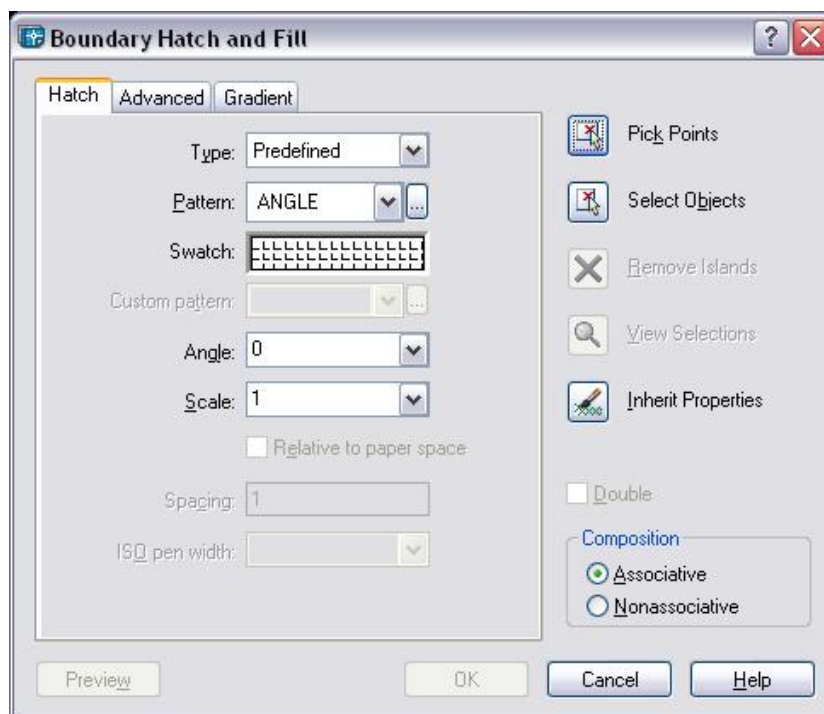 Boundary Hatch and Fill
Hatch Advanced Gradient
Type: Predefined
Pattern: ANGLE ...
Swatch:
Custom pattern: ...
Angle: 0
Scale: 1
Relative to paper space
Spacing: 1
ISO pen width:
Pick Points
Select Objects
Remove Islands
View Selections
Inherit Properties
Double
Composition
Associative
Nonassociative
Preview OK Cancel Help